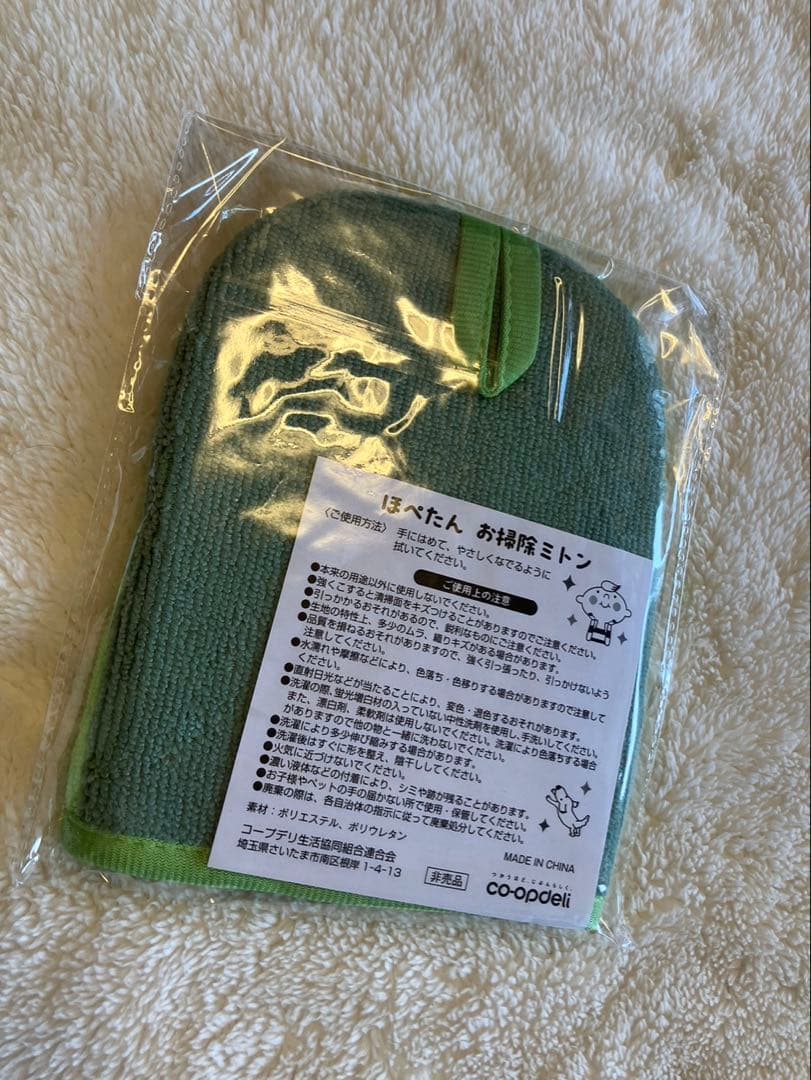 ほぺたん お掃除ミトン
〈ご使用方法〉 手にはめて、やさしくなでるように
拭いてください。
ご使用上の注意
●本来の用途以外に使用しないでください。
●強くこすると清掃面をキズつけることがありますのでご注意ください。
●引っかかるおそれがあるので、鋭利なものにご注意ください。
●生地の特性上、多少のムラ、織りキズがある場合があります。
●品質を損ねるおそれがありますので、強く引っ張ったり、引っかけないよう
注意してください。
●水濡れや摩擦などにより、色落ち・色移りする場合がありますので注意して
ください。
●直射日光などが当たることにより、変色・退色するおそれがあります。
●洗濯の際、蛍光増白材の入っていない中性洗剤を使用し、手洗いしてください。
また、漂白剤、柔軟剤は使用しないでください。洗濯により色落ちする場合
がありますので他の物と一緒に洗わないでください。
●洗濯により多少伸び縮みする場合があります。
●洗濯後はすぐに形を整え、陰干ししてください。
●火気に近づけないでください。
●濃い液体などの付着により、シミや跡が残ることがあります。
●お子様やペットの手の届かない所で使用・保管してください。
●廃棄の際は、各自治体の指示に従って廃棄処分してください。
素材：ポリエステル、ポリウレタン
コープデリ生活協同組合連合会
埼玉県さいたま市南区根岸 1-4-13
非売品
MADE IN CHINA
つかうほど、じぶんらしく。
co-opdeli